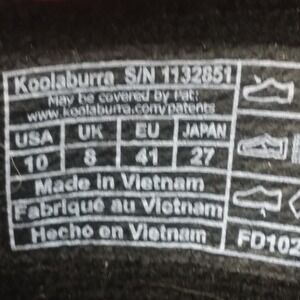 Koolaburra S/N 1132851
May be covered by Pat:
www.koolaburra.com/patents
USA UK EU JAPAN
10 8 41 27
Made in Vietnam
Fabriqué au Vietnam
Hecho en Vietnam FD102